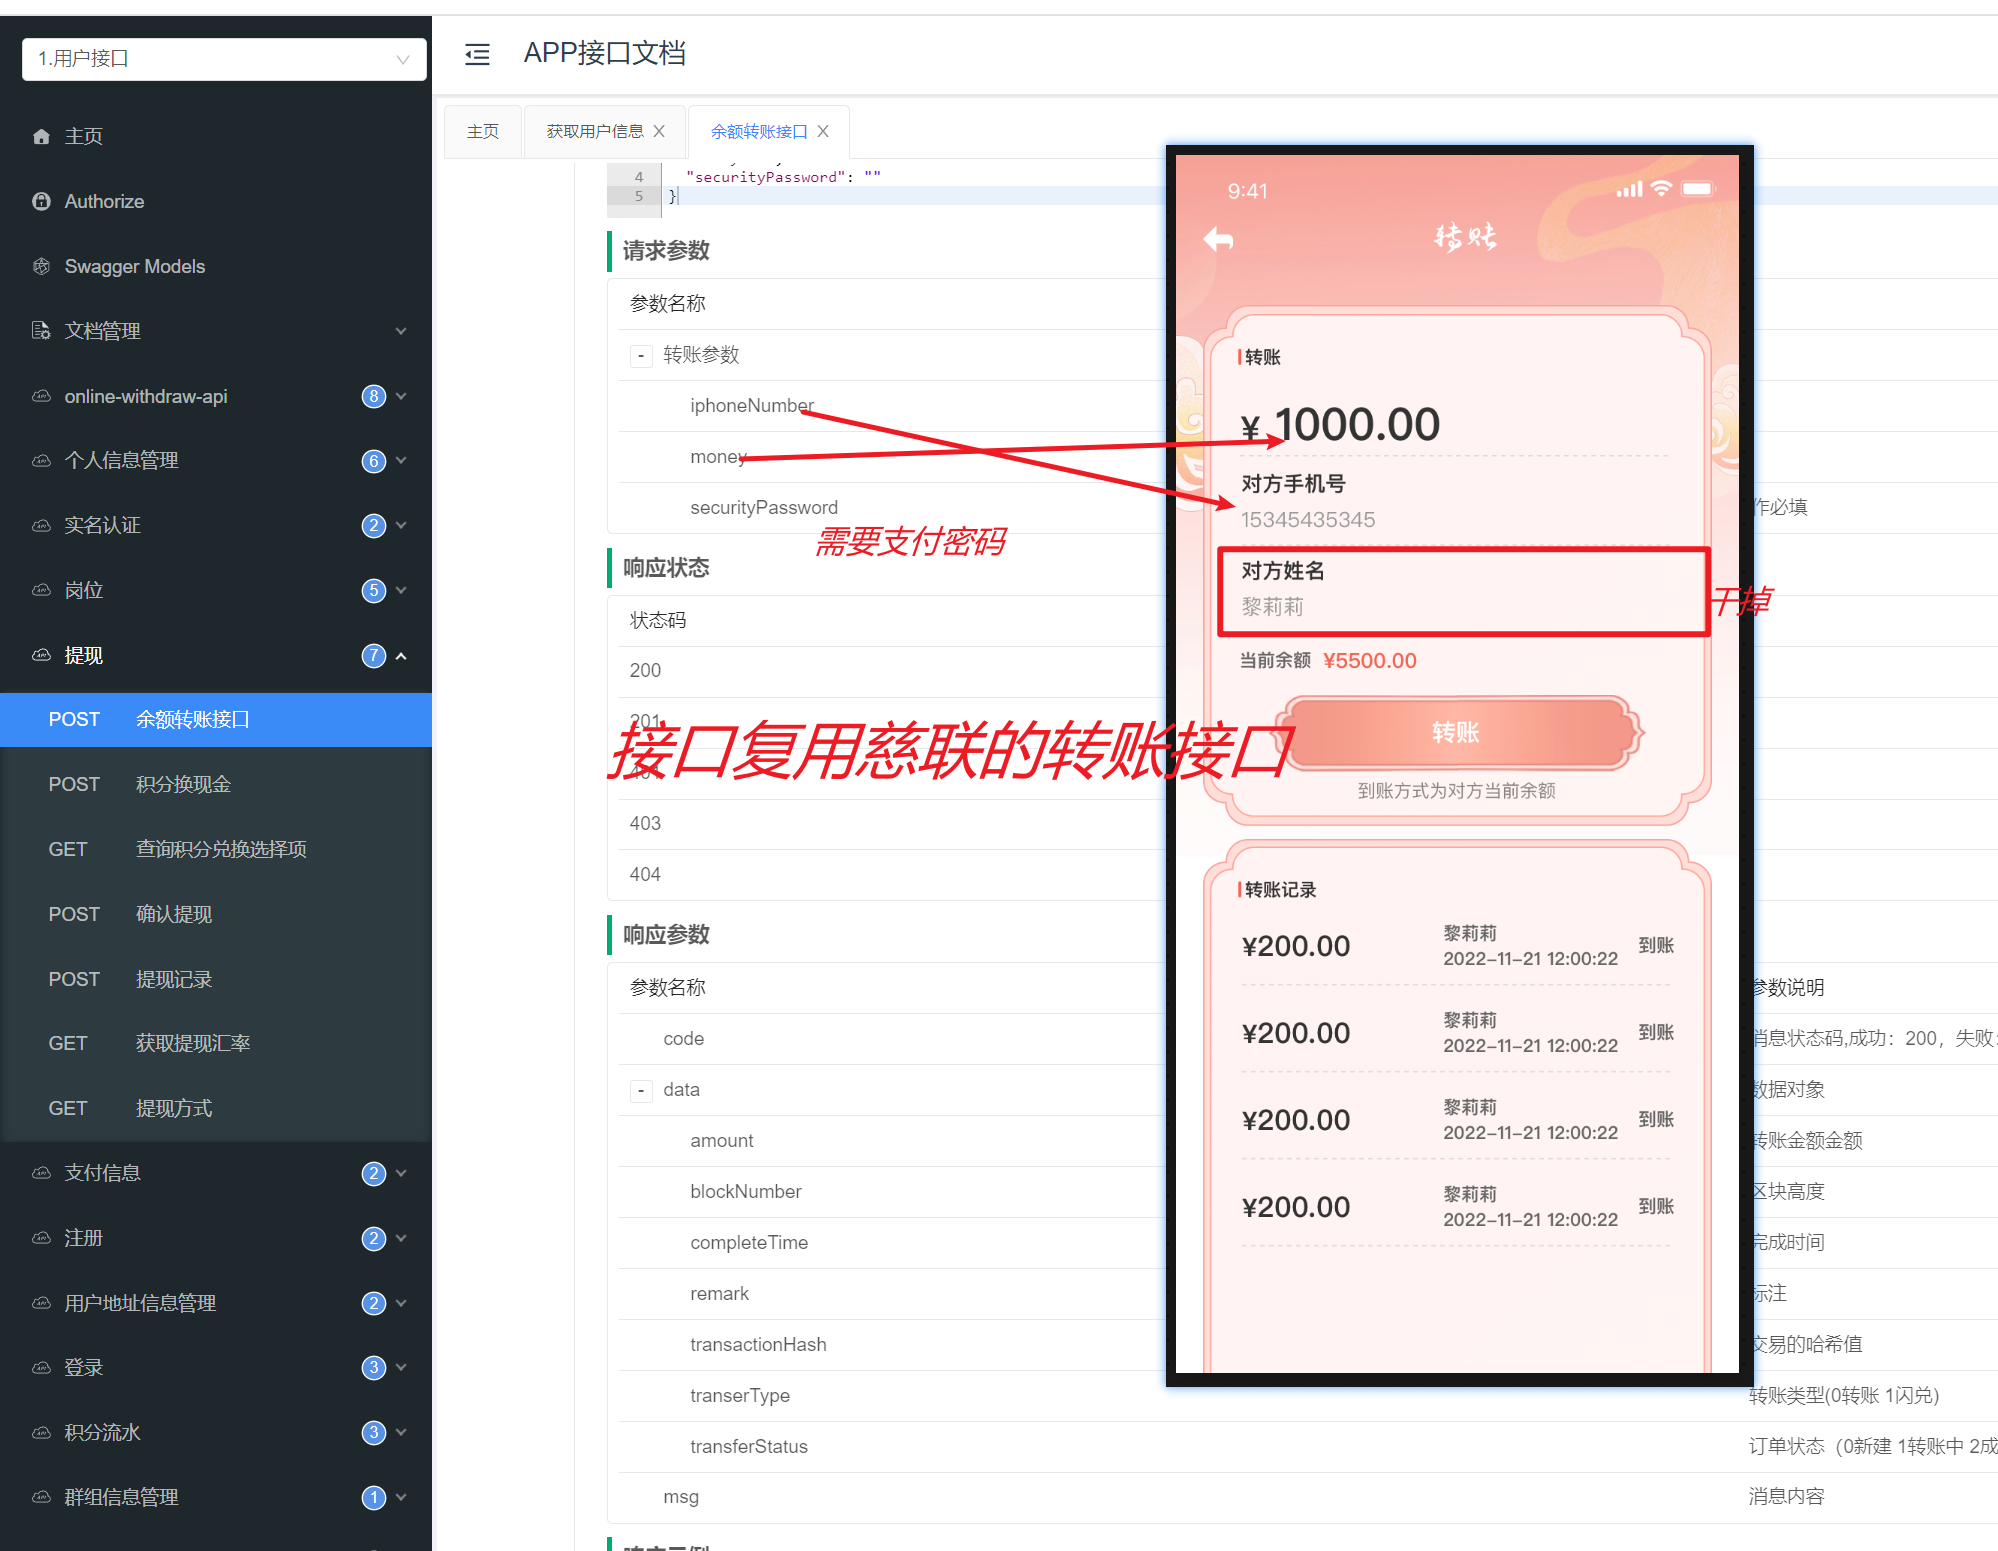 1.用户接口
APP接口文档
主页
Authorize
Swagger Models
文档管理
online-withdraw-api 8
个人信息管理 6
实名认证 2
岗位 5
提现 7
POST 余额转账接口
POST 积分换现金
GET 查询积分兑换选择项
POST 确认提现
POST 提现记录
GET 获取提现汇率
GET 提现方式
支付信息 2
注册 2
用户地址信息管理 2
登录 3
积分流水 3
群组信息管理 1
主页 获取用户信息 X 余额转账接口 X
4 "securityPassword": ""
5 }
请求参数
参数名称
- 转账参数
iphoneNumber
money
securityPassword
作必填
需要支付密码
响应状态
状态码
200
201
401
403
404
接口复用慈联的转账接口
响应参数
参数名称 参数说明
code 消息状态码,成功：200，失败:
- data 数据对象
amount 转账金额金额
blockNumber 区块高度
completeTime 完成时间
remark 标注
transactionHash 交易的哈希值
transerType 转账类型(0转账 1闪兑)
transferStatus 订单状态（0新建 1转账中 2成
msg 消息内容
9:41
转账
转账
¥ 1000.00
对方手机号
15345435345
对方姓名
黎莉莉
干掉
当前余额 ¥5500.00
转账
到账方式为对方当前余额
转账记录
¥200.00 黎莉莉 到账
2022-11-21 12:00:22
¥200.00 黎莉莉 到账
2022-11-21 12:00:22
¥200.00 黎莉莉 到账
2022-11-21 12:00:22
¥200.00 黎莉莉 到账
2022-11-21 12:00:22